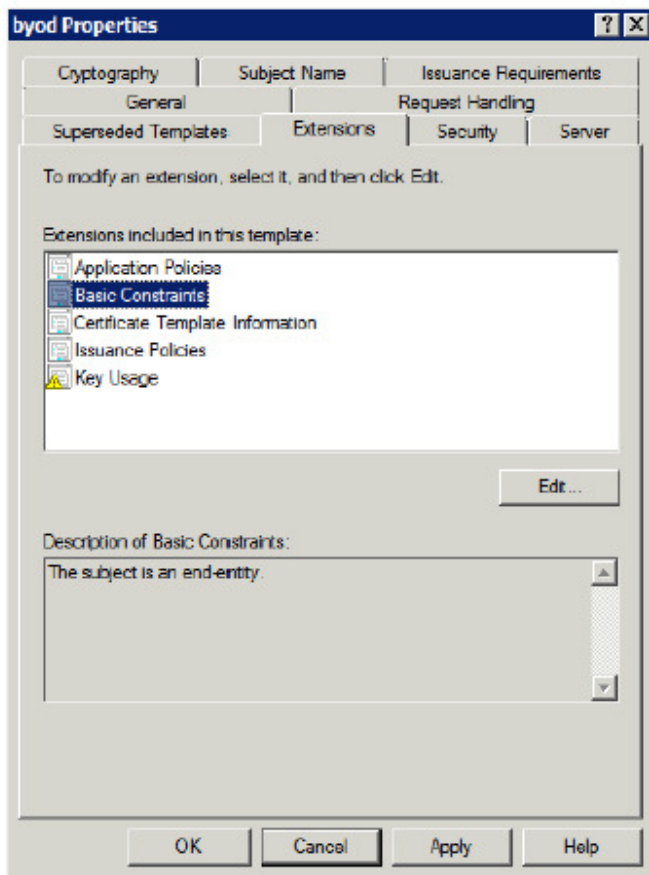 byod Properties
Cryptography
Subject Name
Issuance Requirements
General
Request Handling
Superseded Templates
Extensions
Security
Server
To modify an extension, select it, and then click Edit.
Extensions included in this template:
Application Policies
Basic Constraints
Certificate Template Information
Issuance Policies
Key Usage
Edit...
Description of Basic Constraints:
The subject is an end-entity.
OK
Cancel
Apply
Help